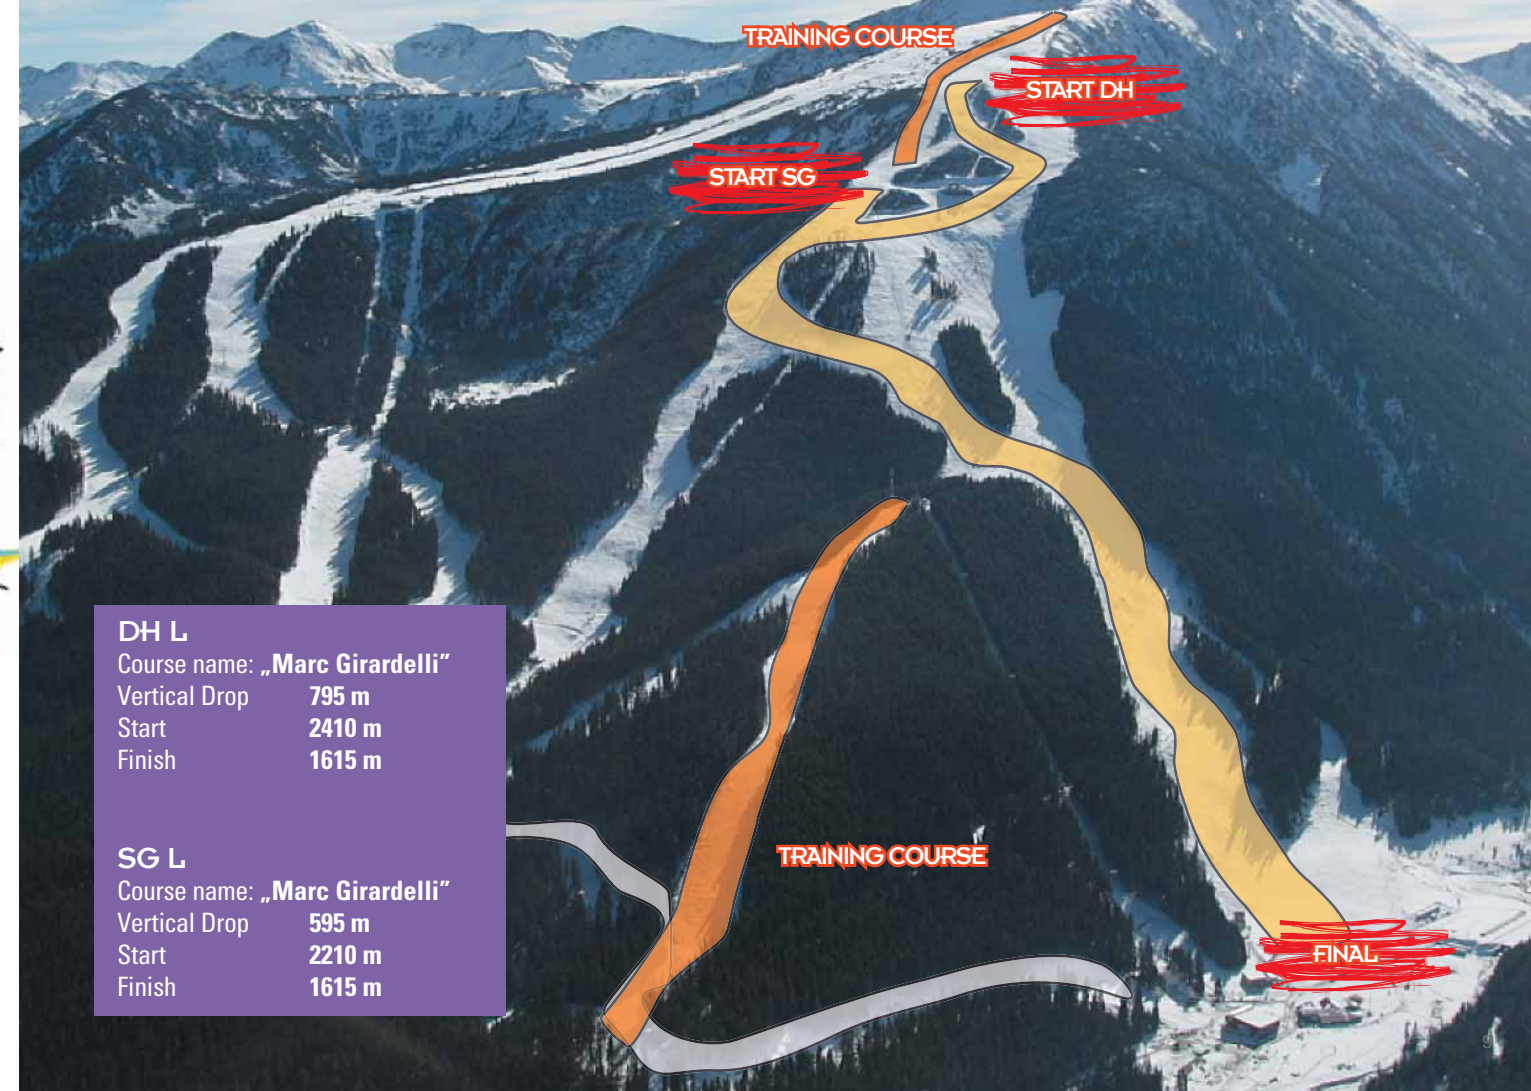 TRAINING COURSE
START DH
START SG
DH L
Course name: „Marc Girardelli”
Vertical Drop 795 m
Start 2410 m
Finish 1615 m
SG L
Course name: „Marc Girardelli”
Vertical Drop 595 m
Start 2210 m
Finish 1615 m
TRAINING COURSE
FINAL
9